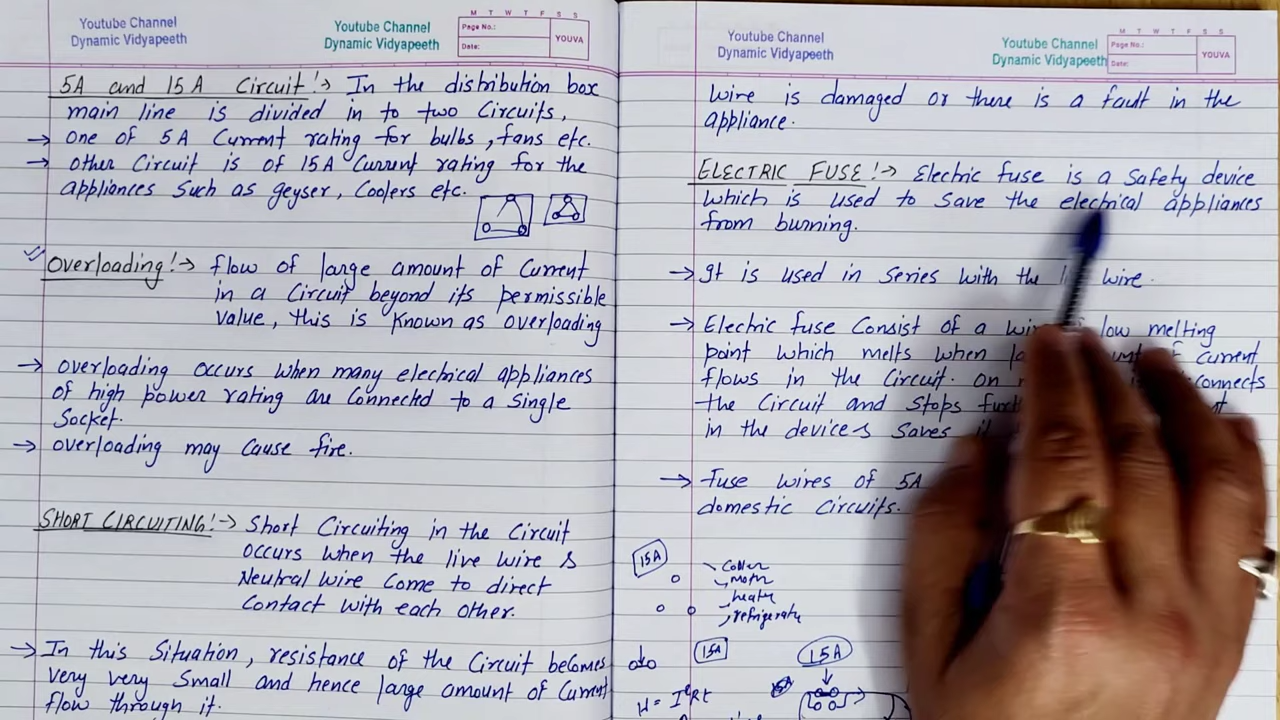 Youtube Channel
Dynamic Vidyapeeth
Youtube Channel
Dynamic Vidyapeeth
M T W T F S S
Page No.:
Date:
YOUVA
5A and 15A Circuit:→ In the distribution box
main line is divided in to two Circuits,
→ one of 5A Current rating for bulbs, fans etc.
→ other Circuit is of 15A Current rating for the
appliances such as geyser, Coolers etc.
Overloading!→ flow of large amount of Current
in a Circuit beyond its permissible
value, this is known as overloading
→ overloading occurs when many electrical appliances
of high power rating are Connected to a Single
Socket.
→ overloading may cause fire.
SHORT CIRCUITING!→ Short Circuiting in the Circuit
occurs when the live wire &
Neutral wire Come to direct
Contact with each other.
→ In this Situation, resistance of the Circuit becomes
very very small and hence large amount of Current
flow through it.
Youtube Channel
Dynamic Vidyapeeth
Youtube Channel
Dynamic Vidyapeeth
M T W T F S S
Page No.:
Date:
YOUVA
wire is damaged or there is a fault in the
appliance.
ELECTRIC FUSE!→ Electric fuse is a Safety device
which is used to save the electrical appliances
from burning.
→ It is used in series with the wire.
→ Electric fuse Consist of a low melting
point which melts when of current
flows in the Circuit. on connects
the Circuit and Stops
in the devices saves
→ Fuse wires of 5A
domestic Circuits.
15A
motor
heater
refrigerator
15A
15A
H = I²Rt